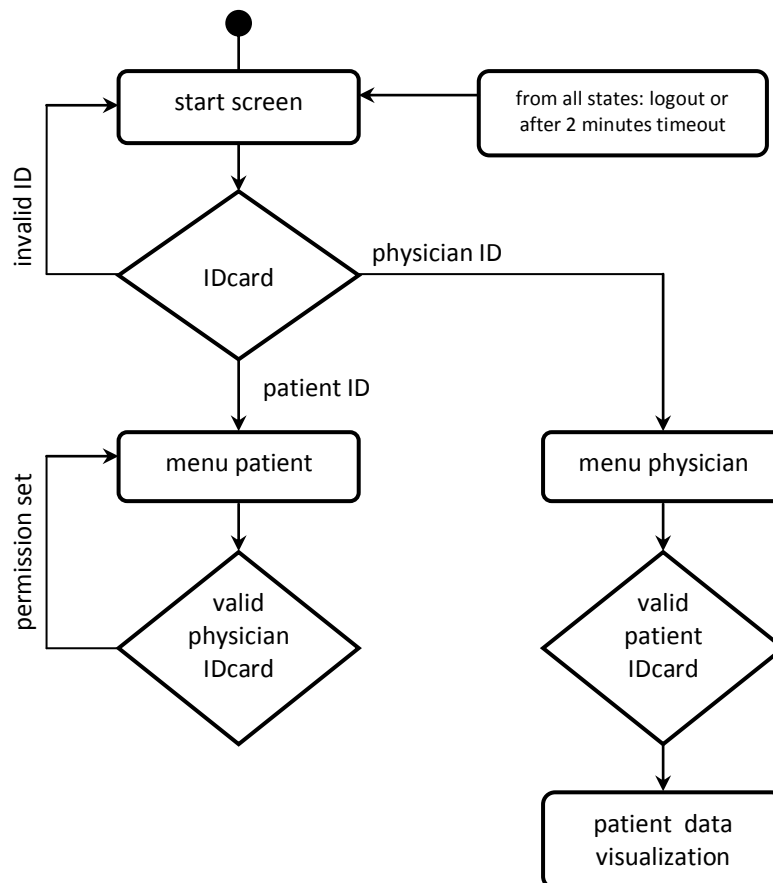 start screen
from all states: logout or
after 2 minutes timeout
invalid ID
IDcard
physician ID
patient ID
menu patient
menu physician
permission set
valid
physician
IDcard
valid
patient
IDcard
patient data
visualization